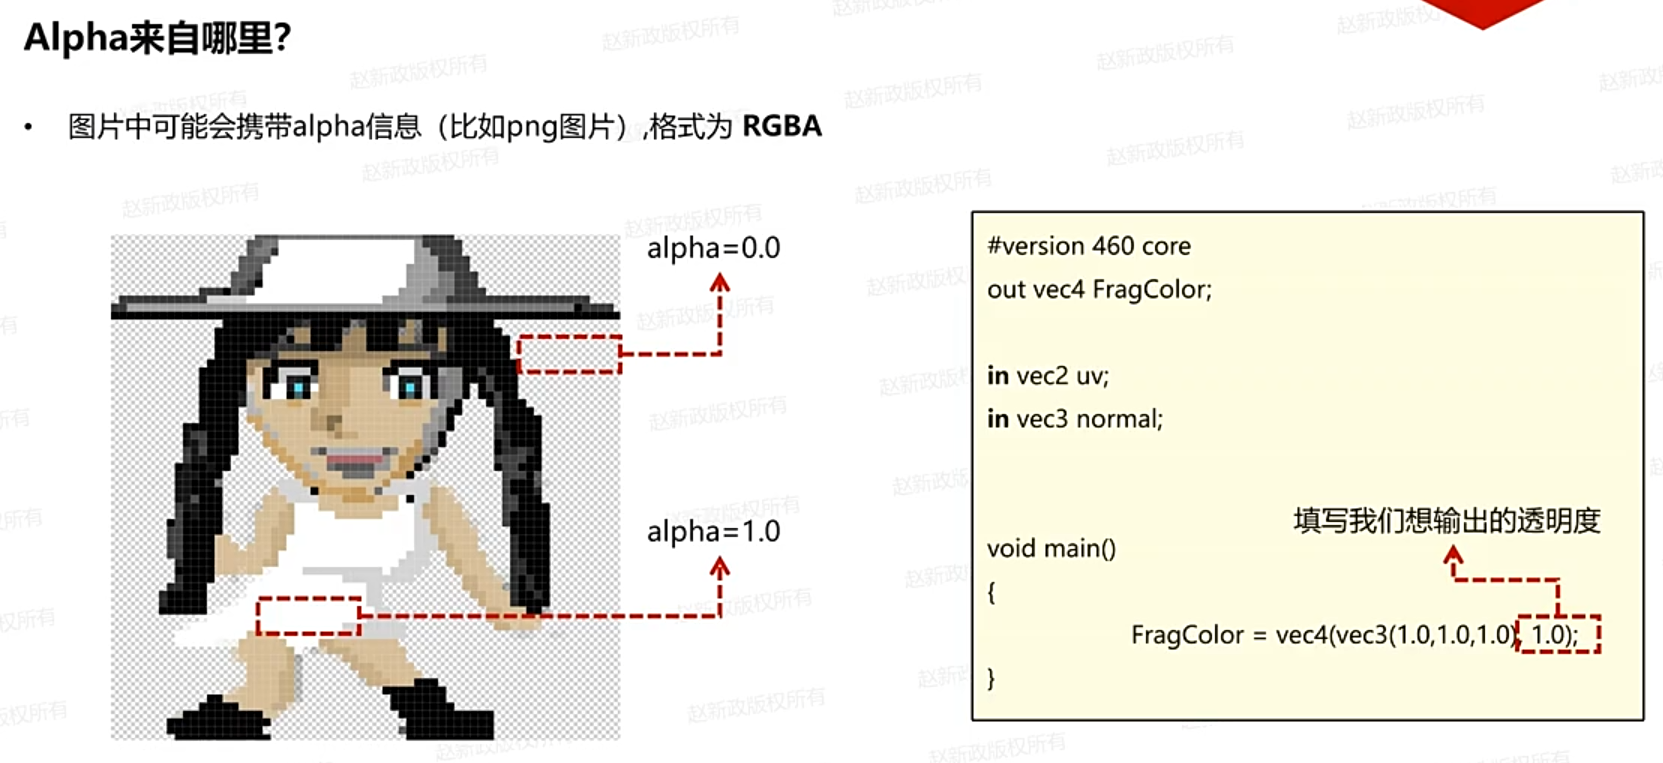 Alpha来自哪里?
• 图片中可能会携带alpha信息（比如png图片）,格式为 RGBA
alpha=0.0
alpha=1.0
#version 460 core
out vec4 FragColor;
in vec2 uv;
in vec3 normal;
填写我们想输出的透明度
void main()
{
FragColor = vec4(vec3(1.0,1.0,1.0), 1.0);
}
赵新政版权所有